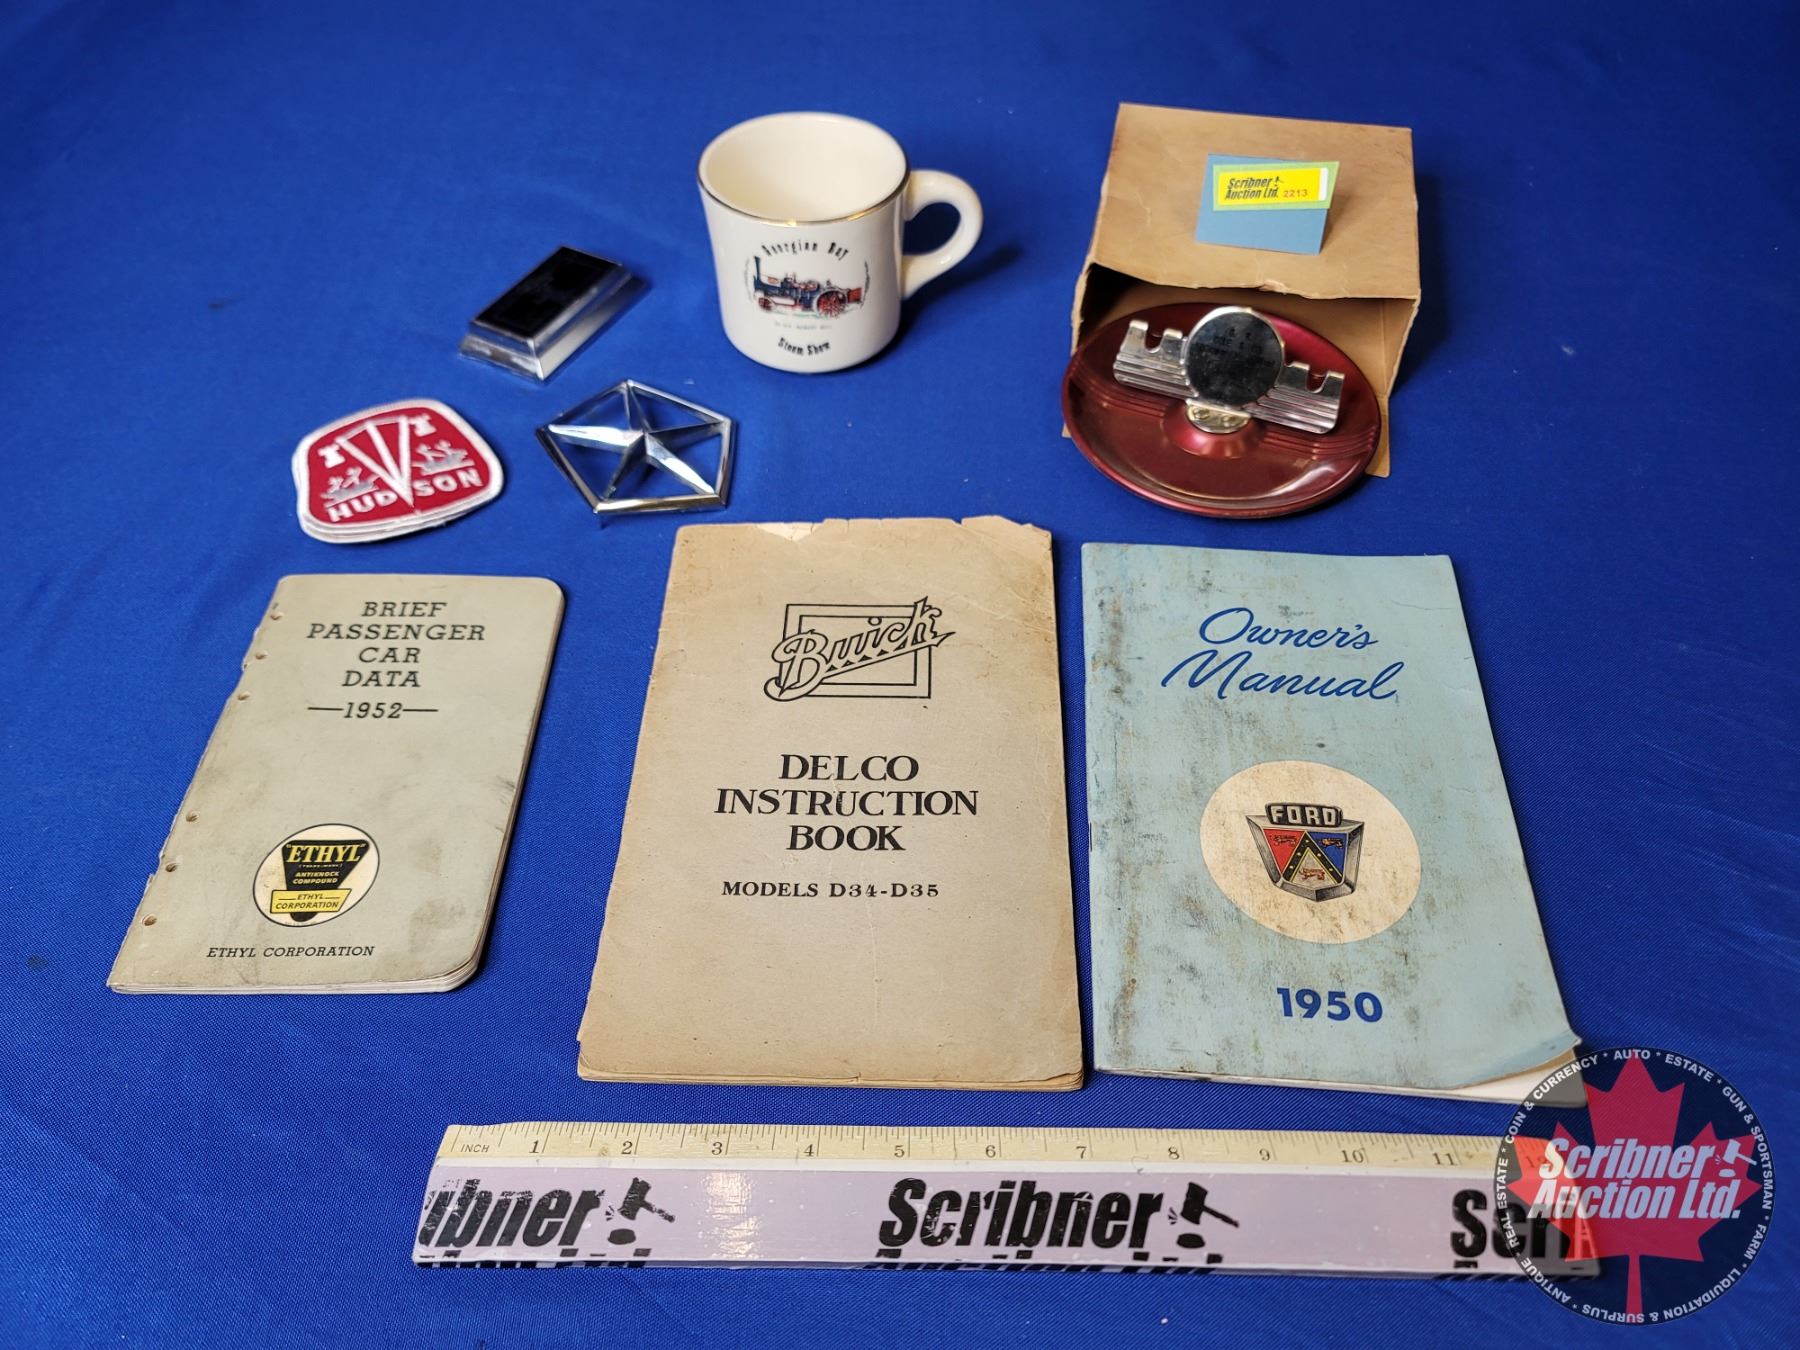 Georgian Bay
Steam Show
Scribner
Auction Ltd. 2213
HUDSON
BRIEF
PASSENGER
CAR
DATA
—1952—
"ETHYL"
ANTIKNOCK
COMPOUND
ETHYL
CORPORATION
ETHYL CORPORATION
Buick
DELCO
INSTRUCTION
BOOK
MODELS D34-D35
Owner's
Manual
FORD
1950
INCH 1 2 3 4 5 6 7 8 9 10 11 12
Scribner
Auction Ltd.
COIN & CURRENCY * AUTO * ESTATE * GUN & SPORTSMAN * FARM * LIQUIDATION & SURPLUS * ANTIQUE * REAL ESTATE *